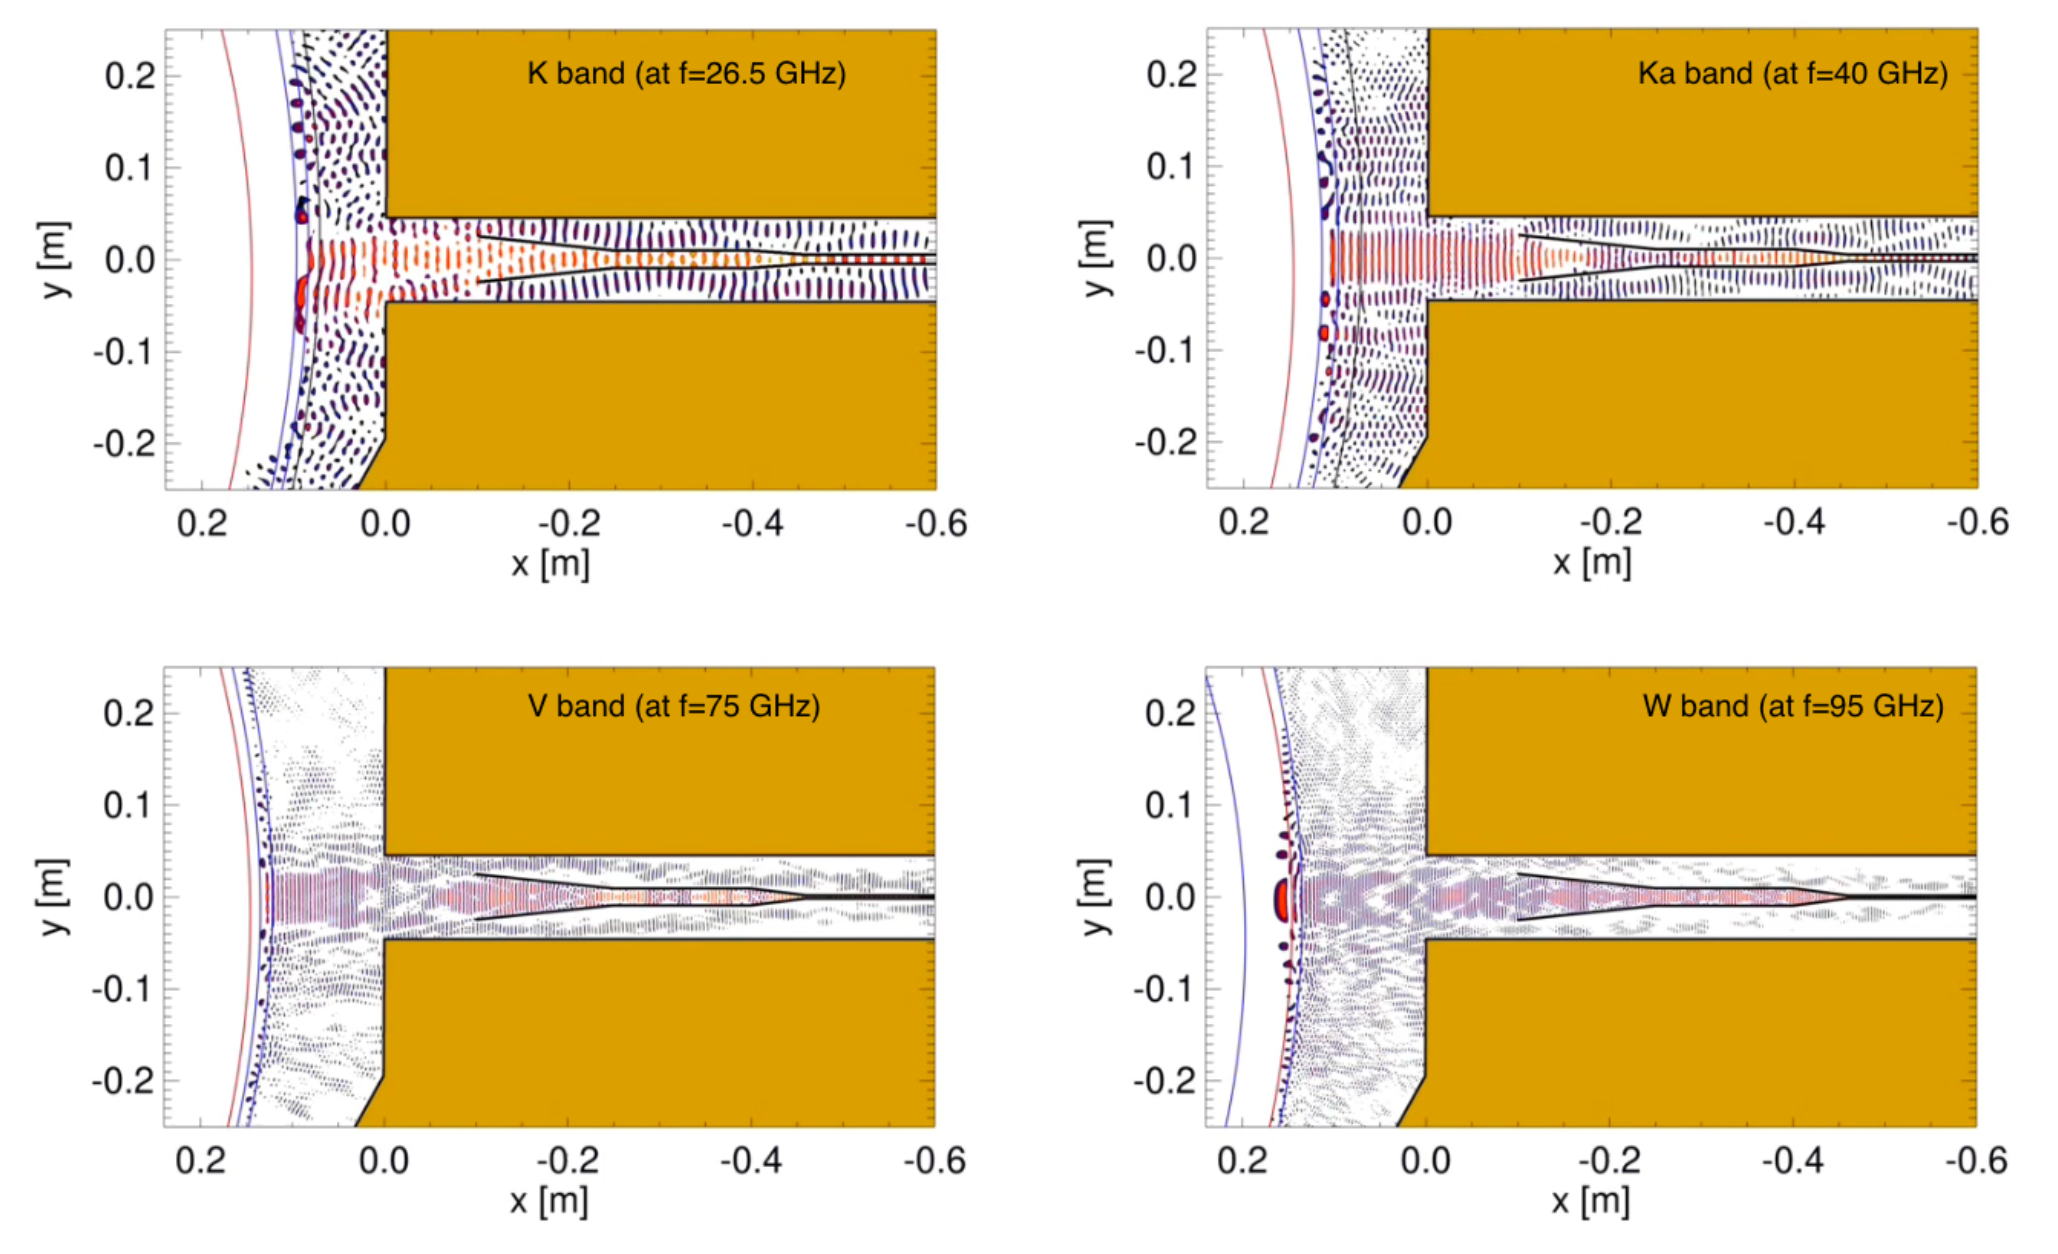 K band (at f=26.5 GHz)
0.2
0.1
0.0
-0.1
-0.2
y [m]
0.2 0.0 -0.2 -0.4 -0.6
x [m]
Ka band (at f=40 GHz)
0.2
0.1
0.0
-0.1
-0.2
y [m]
0.2 0.0 -0.2 -0.4 -0.6
x [m]
V band (at f=75 GHz)
0.2
0.1
0.0
-0.1
-0.2
y [m]
0.2 0.0 -0.2 -0.4 -0.6
x [m]
W band (at f=95 GHz)
0.2
0.1
0.0
-0.1
-0.2
y [m]
0.2 0.0 -0.2 -0.4 -0.6
x [m]